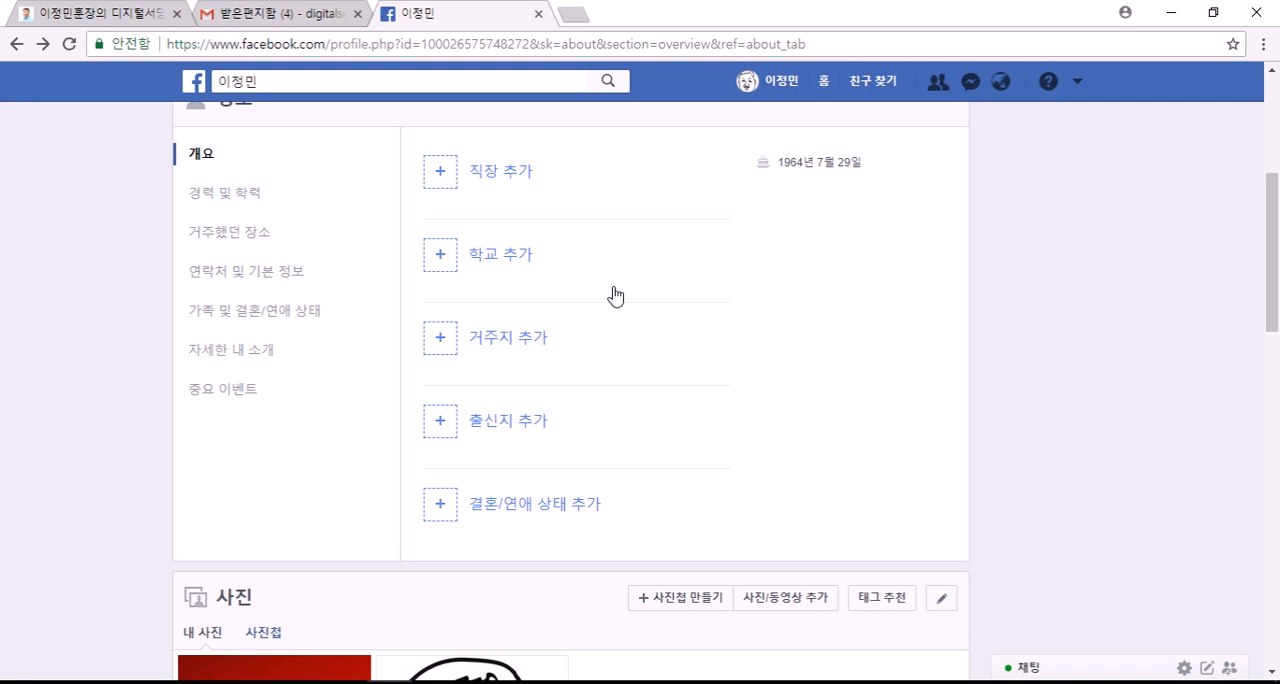 이정민훈장의 디지털서당
받은편지함 (4) - digitalse
이정민
안전함 https://www.facebook.com/profile.php?id=100026575748272&sk=about&section=overview&ref=about_tab
이정민
이정민 홈 친구 찾기
개요
경력 및 학력
거주했던 장소
연락처 및 기본 정보
가족 및 결혼/연애 상태
자세한 내 소개
중요 이벤트
+ 직장 추가
+ 학교 추가
+ 거주지 추가
+ 출신지 추가
+ 결혼/연애 상태 추가
1964년 7월 29일
사진
+ 사진첩 만들기 사진/동영상 추가 태그 추천
내 사진 사진첩
채팅